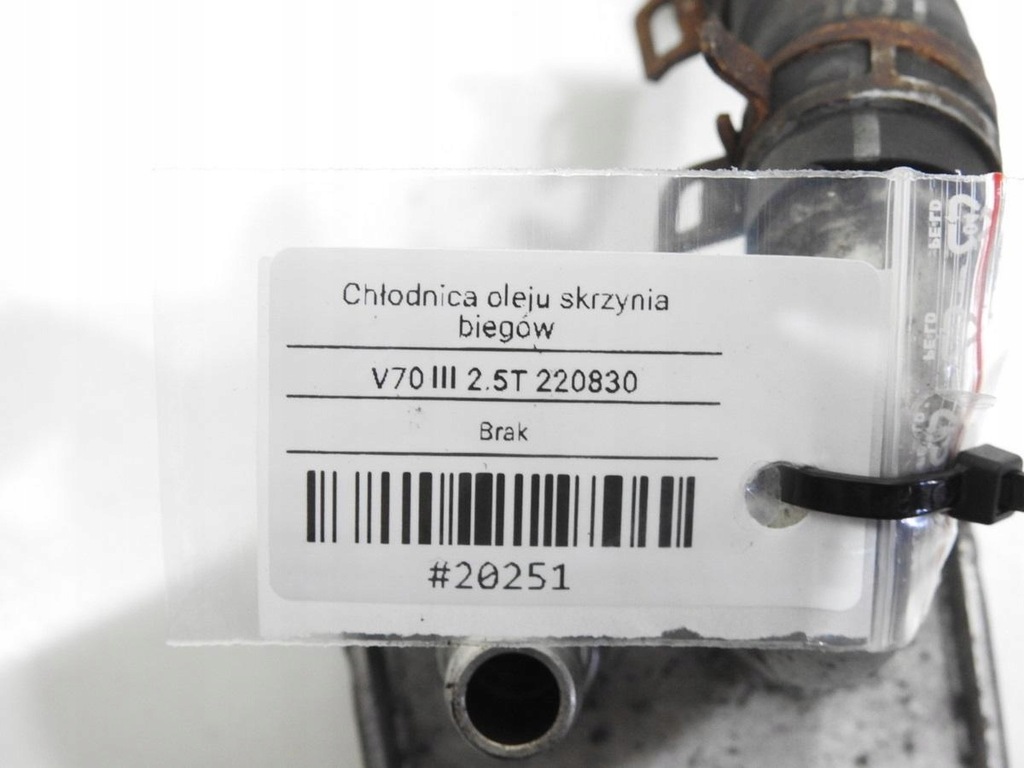 Chłodnica oleju skrzynia
biegów
V70 III 2.5T 220830
Brak
#20251